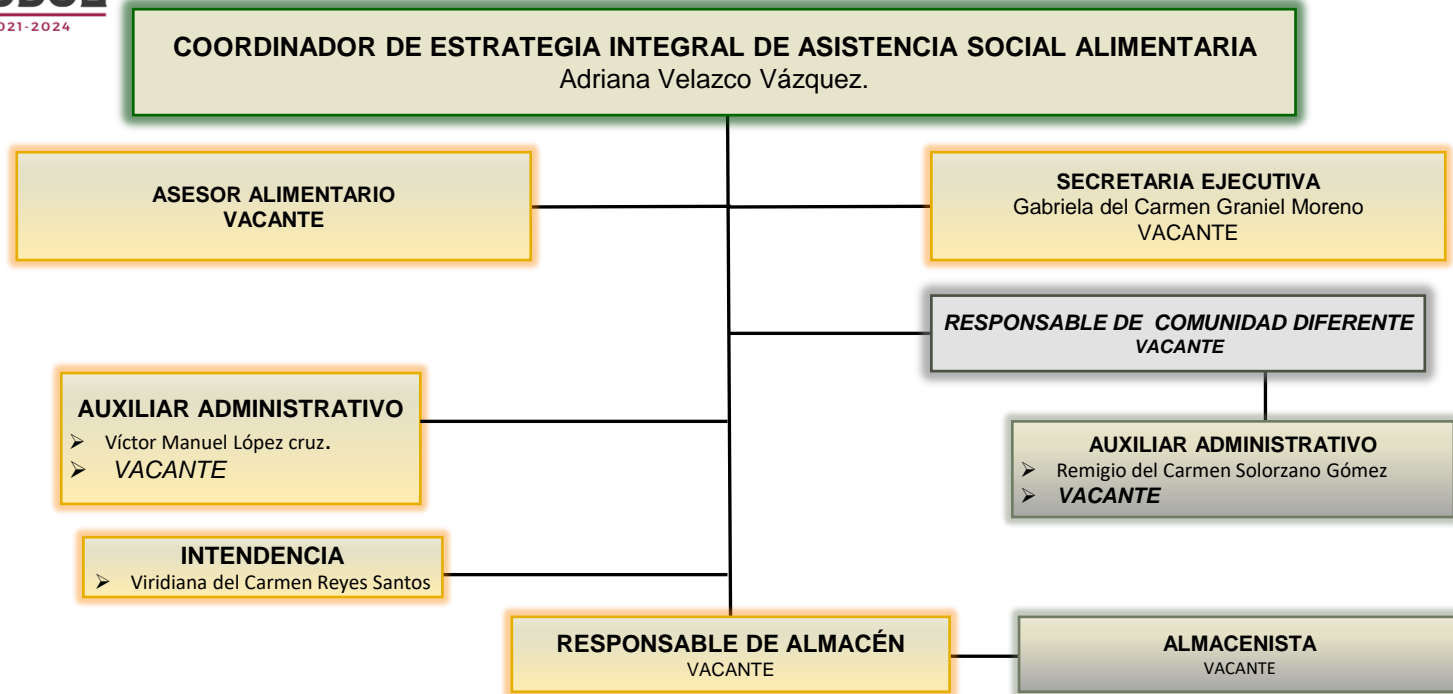 2021-2024
COORDINADOR DE ESTRATEGIA INTEGRAL DE ASISTENCIA SOCIAL ALIMENTARIA
Adriana Velazco Vázquez.
ASESOR ALIMENTARIO
VACANTE
SECRETARIA EJECUTIVA
Gabriela del Carmen Graniel Moreno
VACANTE
RESPONSABLE DE COMUNIDAD DIFERENTE
VACANTE
AUXILIAR ADMINISTRATIVO
➢ Víctor Manuel López cruz.
➢ VACANTE
AUXILIAR ADMINISTRATIVO
➢ Remigio del Carmen Solorzano Gómez
➢ VACANTE
INTENDENCIA
➢ Viridiana del Carmen Reyes Santos
RESPONSABLE DE ALMACÉN
VACANTE
ALMACENISTA
VACANTE